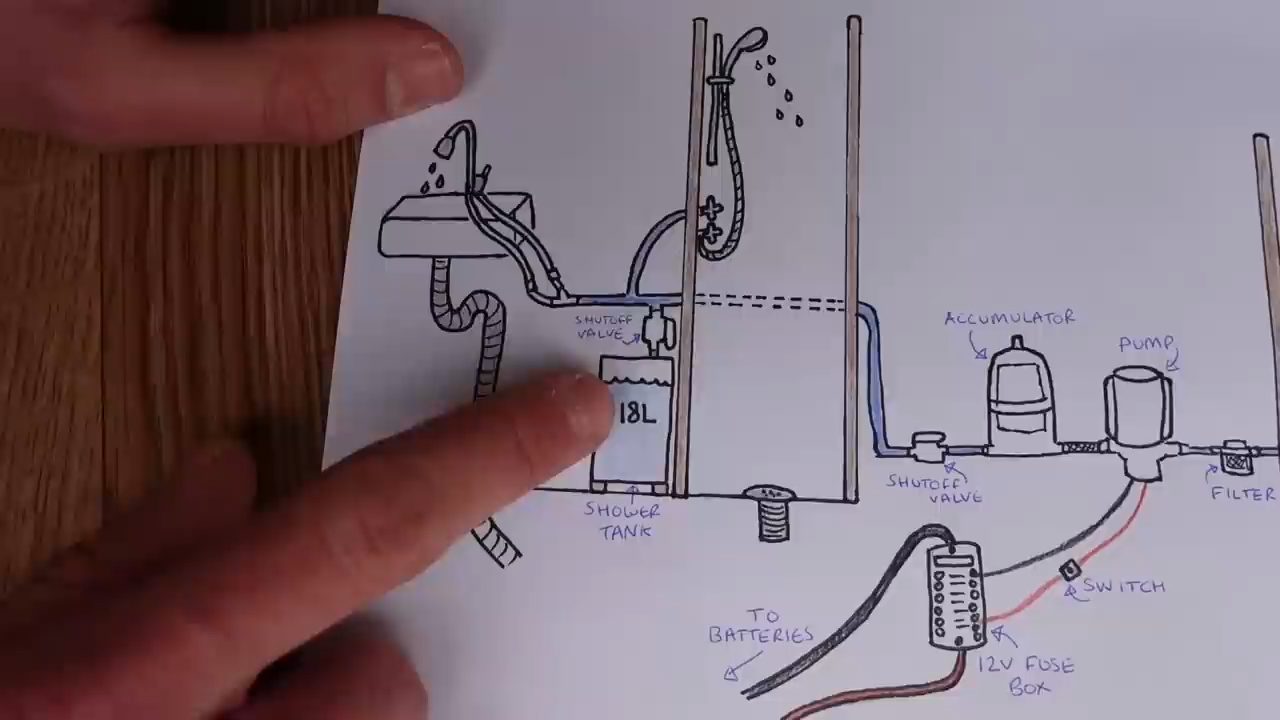 SHUTOFF
VALVE
18L
SHOWER
TANK
ACCUMULATOR
PUMP
SHUTOFF
VALVE
FILTER
SWITCH
TO
BATTERIES
12V FUSE
BOX